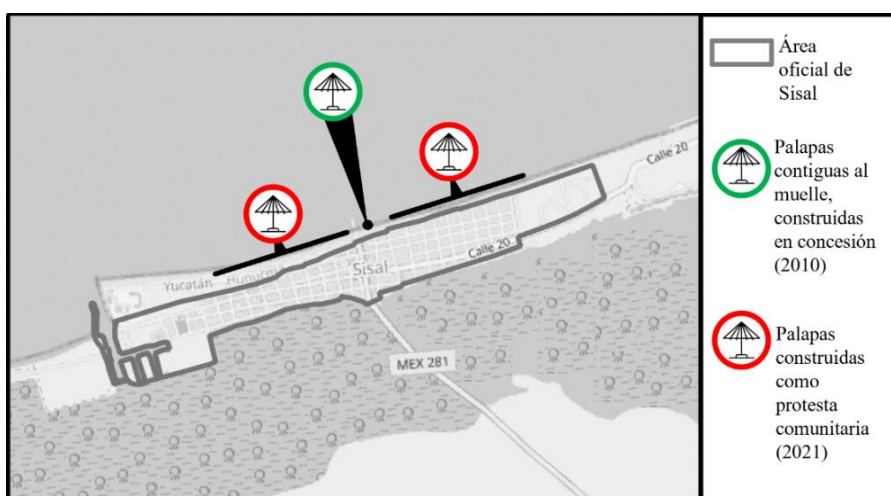 Yucatán Hunucmá
Sisal
Calle 20
Calle 20
MEX 281
Área
oficial de
Sisal
Palapas
contiguas al
muelle,
construidas
en concesión
(2010)
Palapas
construidas
como
protesta
comunitaria
(2021)